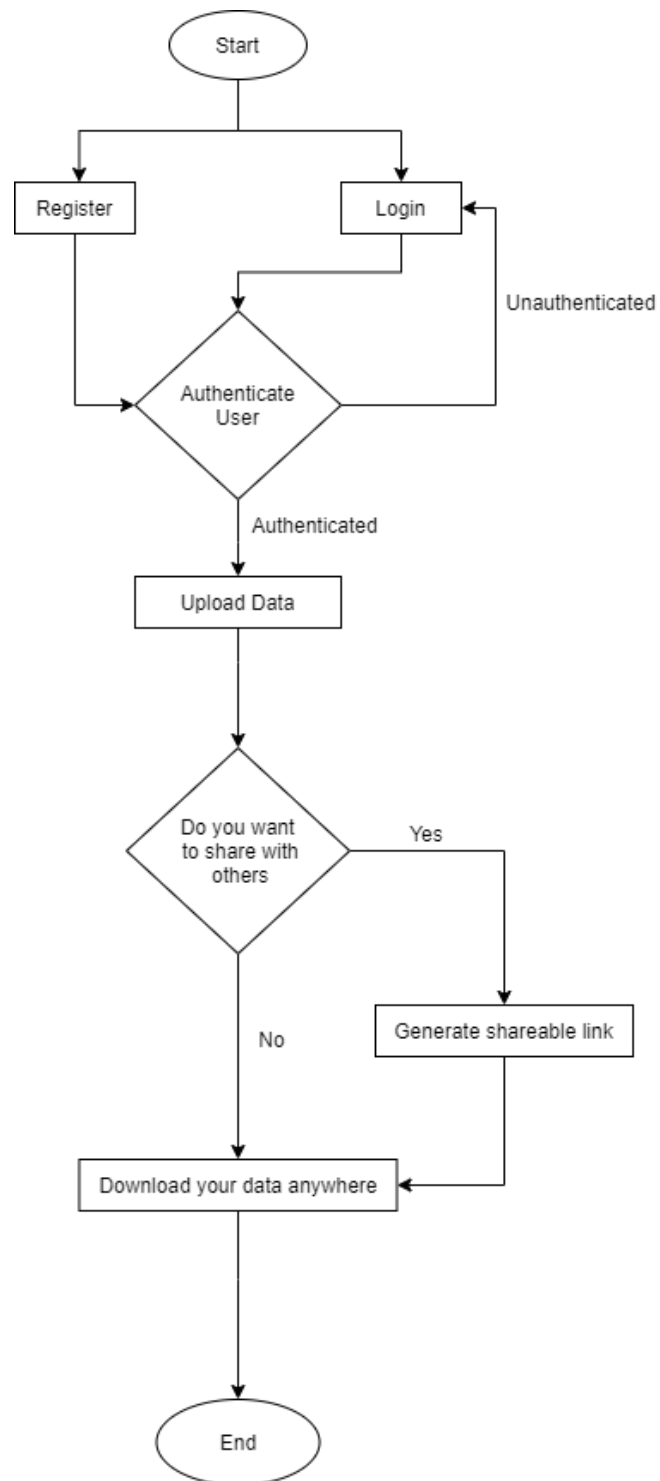 Start
Register
Login
Unauthenticated
Authenticate
User
Authenticated
Upload Data
Do you want
to share with
others
Yes
Generate shareable link
No
Download your data anywhere
End